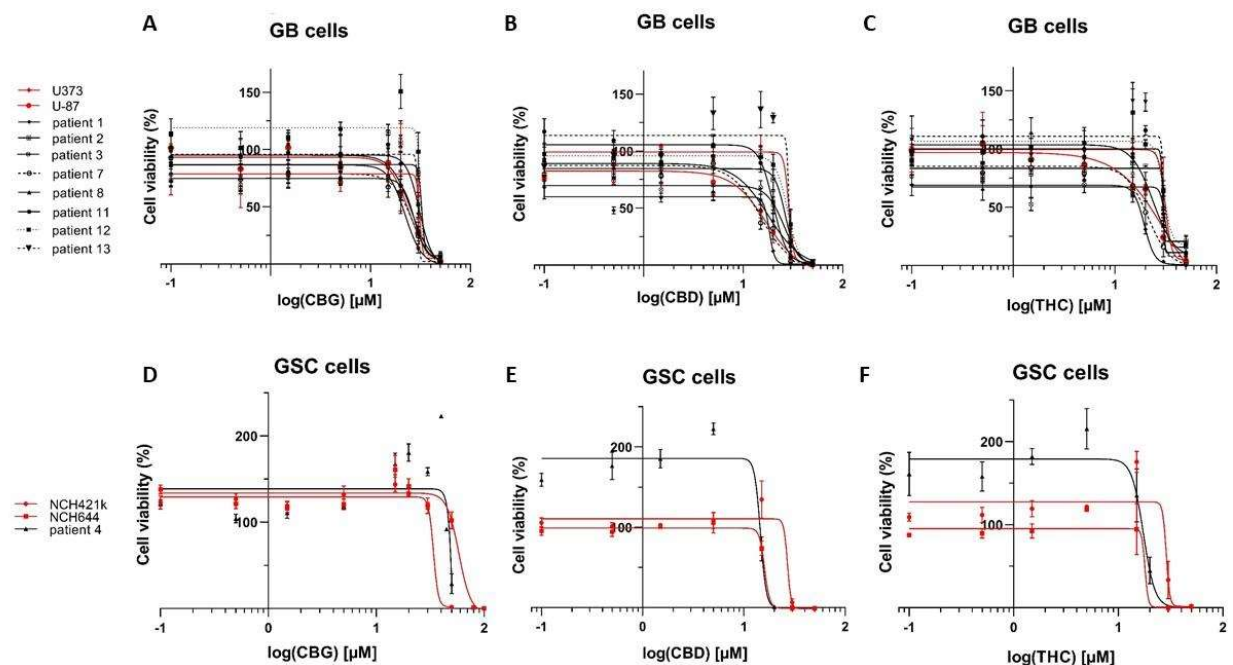 A
GB cells
B
GB cells
C
GB cells
U373
U-87
patient 1
patient 2
patient 3
patient 7
patient 8
patient 11
patient 12
patient 13
Cell viability (%)
150
100
50
-1
0
1
2
log(CBG) [µM]
Cell viability (%)
150
100
50
-1
0
1
2
log(CBD) [µM]
Cell viability (%)
150
100
50
-1
0
1
2
log(THC) [µM]
D
GSC cells
E
GSC cells
F
GSC cells
NCH421k
NCH644
patient 4
Cell viability (%)
200
100
-1
0
1
2
log(CBG) [µM]
Cell viability (%)
200
100
-1
0
1
2
log(CBD) [µM]
Cell viability (%)
200
100
-1
0
1
2
log(THC) [µM]